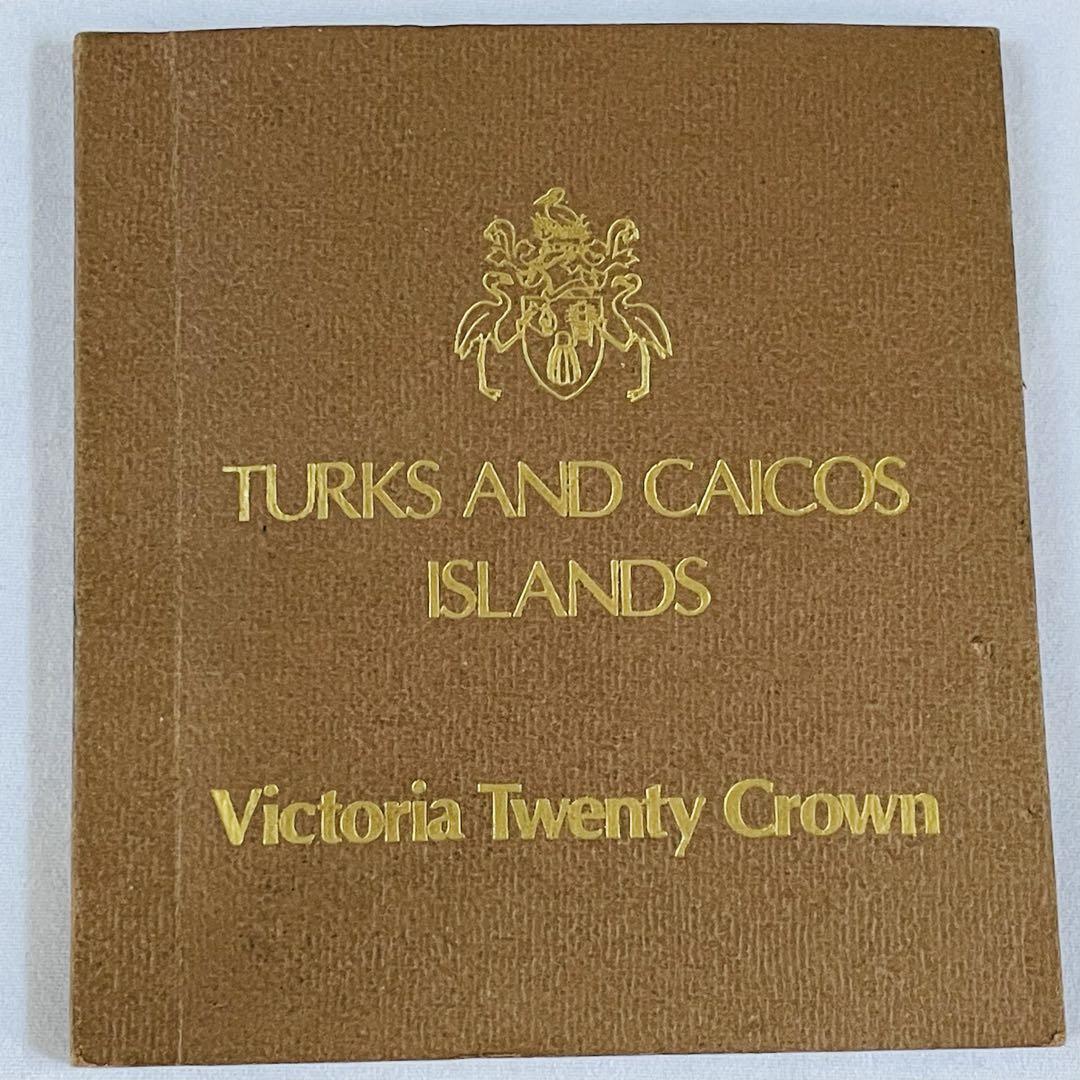 TURKS AND CAICOS
ISLANDS
Victoria Twenty Crown